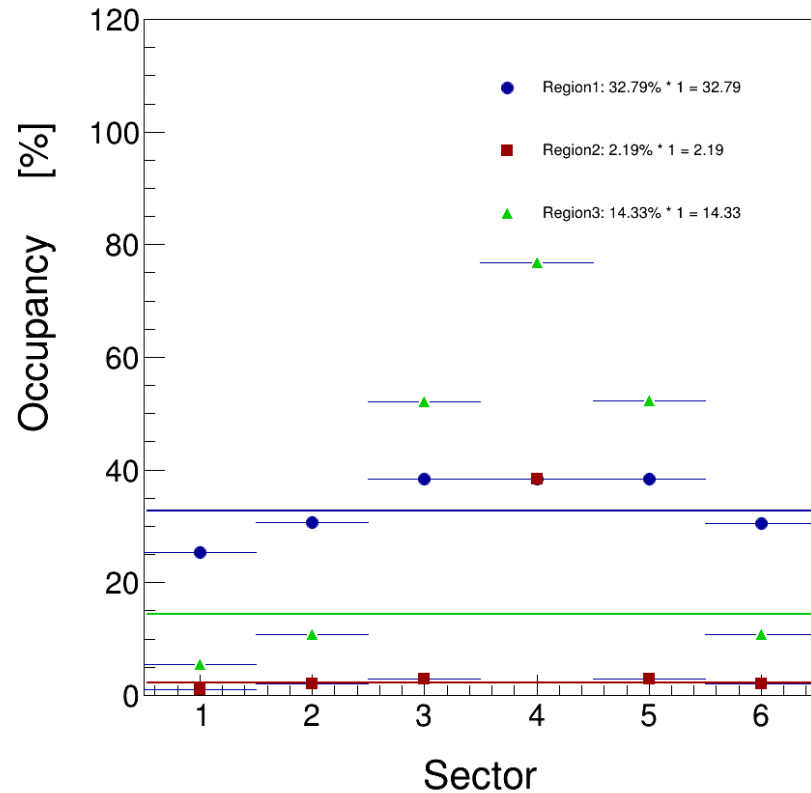 120
100
80
60
40
20
0
Occupancy [%]
Region1: 32.79% * 1 = 32.79
Region2: 2.19% * 1 = 2.19
Region3: 14.33% * 1 = 14.33
1 2 3 4 5 6
Sector